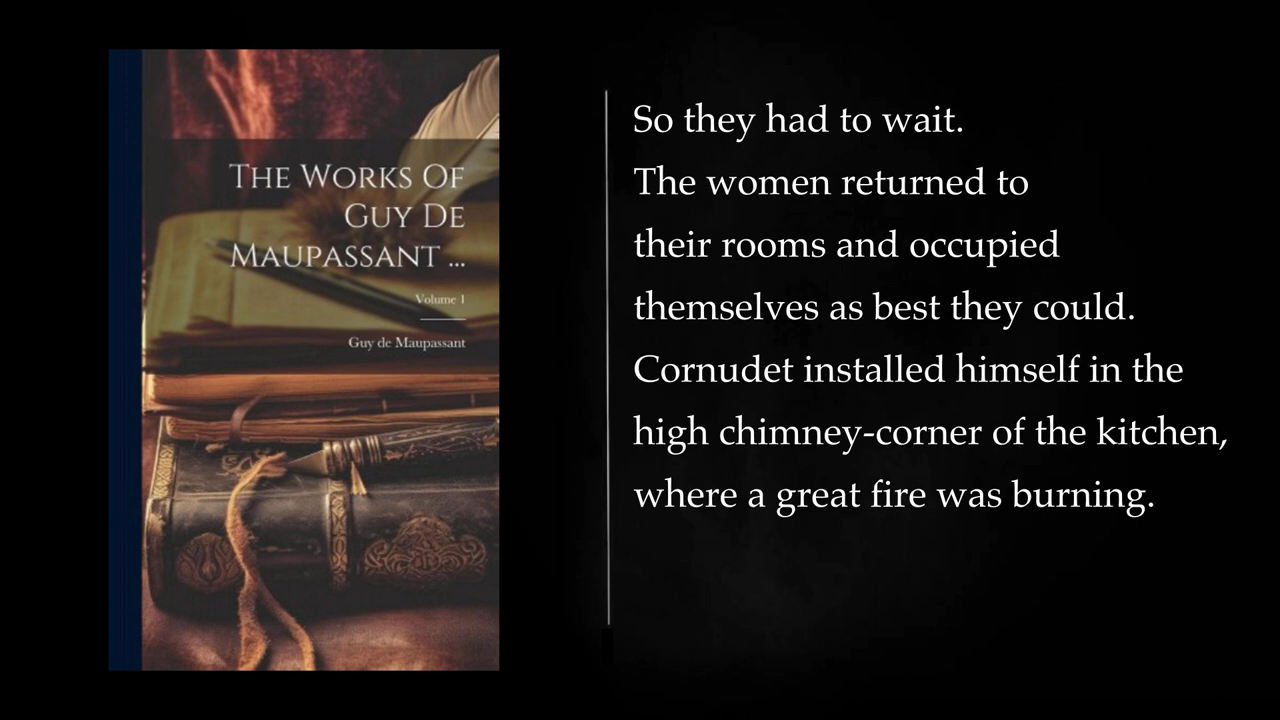 THE WORKS OF
GUY DE
MAUPASSANT ...
Volume 1
Guy de Maupassant
So they had to wait.
The women returned to
their rooms and occupied
themselves as best they could.
Cornudet installed himself in the
high chimney-corner of the kitchen,
where a great fire was burning.